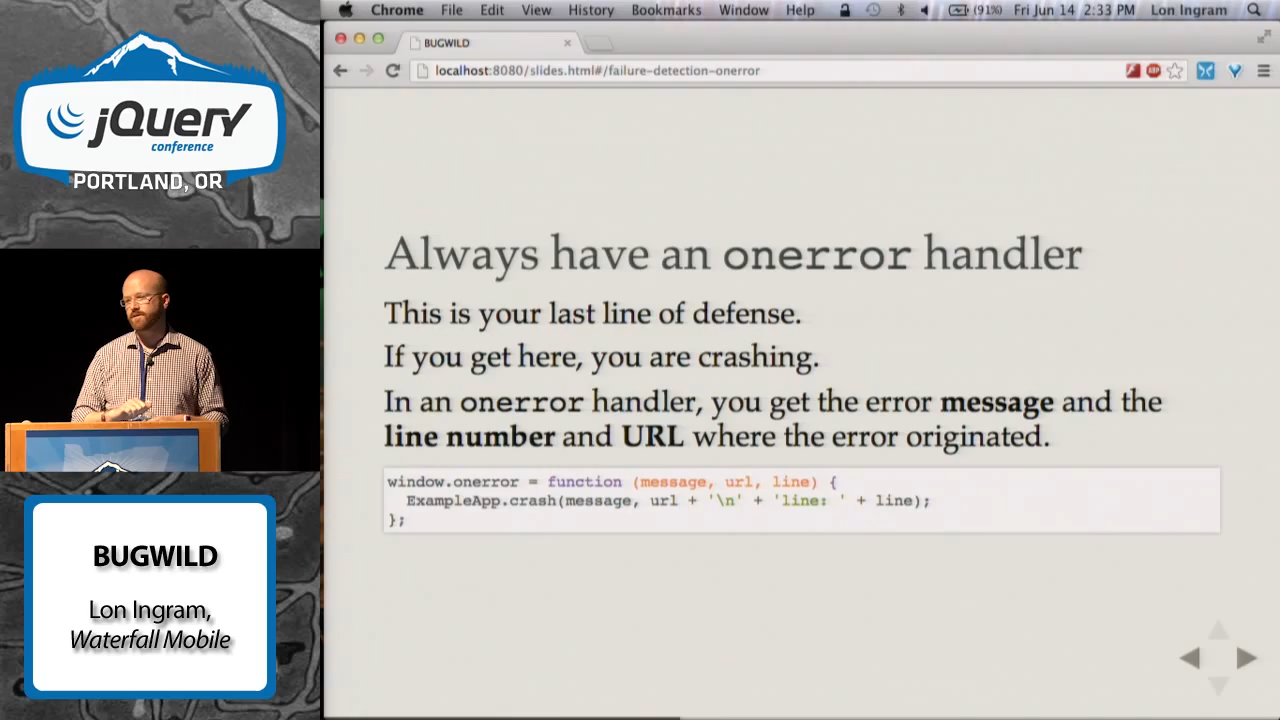 Chrome File Edit View History Bookmarks Window Help (91%) Fri Jun 14 2:33 PM Lon Ingram
BUGWILD
localhost:8080/slides.html#/failure-detection-onerror
ABP
jQuery
conference
PORTLAND, OR
Always have an onerror handler
This is your last line of defense.
If you get here, you are crashing.
In an onerror handler, you get the error message and the
line number and URL where the error originated.
window.onerror = function (message, url, line) {
ExampleApp.crash(message, url + '\n' + 'line: ' + line);
};
BUGWILD
Lon Ingram,
Waterfall Mobile